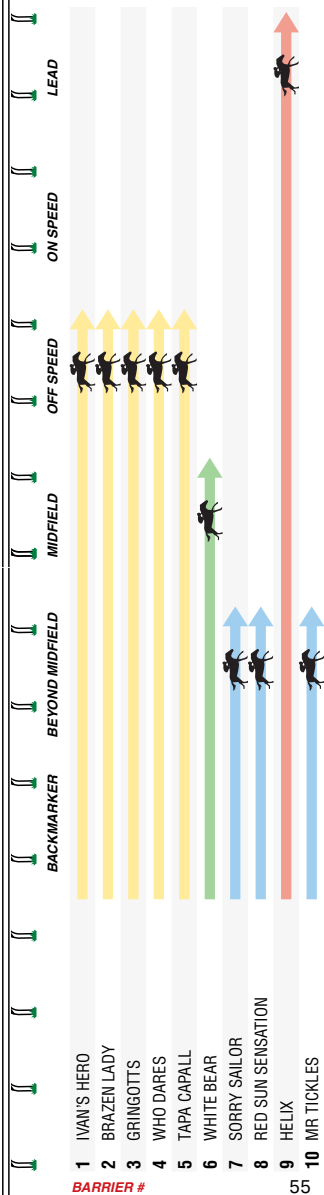 BACKMARKER BEYOND MIDFIELD MIDFIELD OFF SPEED ON SPEED LEAD
1 IVAN'S HERO
2 BRAZEN LADY
3 GRINGOTTS
4 WHO DARES
5 TAPA CAPALL
6 WHITE BEAR
7 SORRY SAILOR
8 RED SUN SENSATION
9 HELIX
10 MR TICKLES
BARRIER #
55